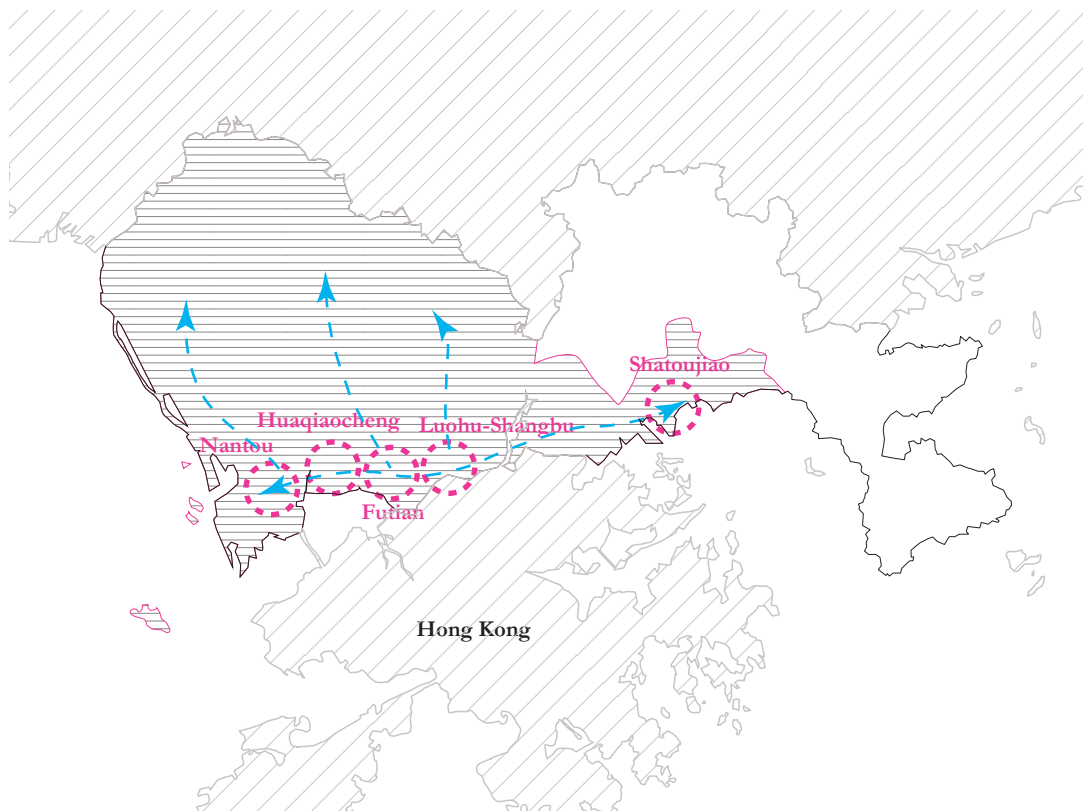 Shatoujiao
Huaqiaocheng
Luohu-Shangbu
Nantou
Futian
Hong Kong